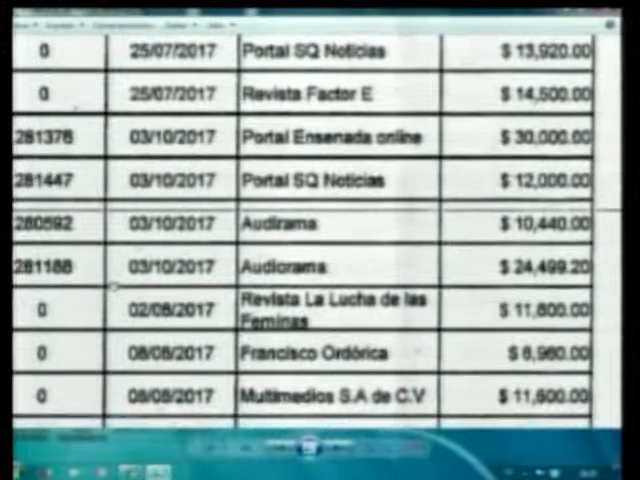 0 25/07/2017 Portal SQ Noticias $ 13,920.00
0 25/07/2017 Revista Factor E $ 14,500.00
281378 03/10/2017 Portal Ensenada online $ 30,000.00
281447 03/10/2017 Portal SQ Noticias $ 12,000.00
280592 03/10/2017 Audirama $ 10,440.00
281188 03/10/2017 Audiorama $ 24,499.20
0 02/08/2017 Revista La Lucha de las
Feminas $ 11,600.00
0 08/08/2017 Francisco Ordórica $ 6,960.00
0 08/08/2017 Multimedios S.A de C.V $ 11,600.00